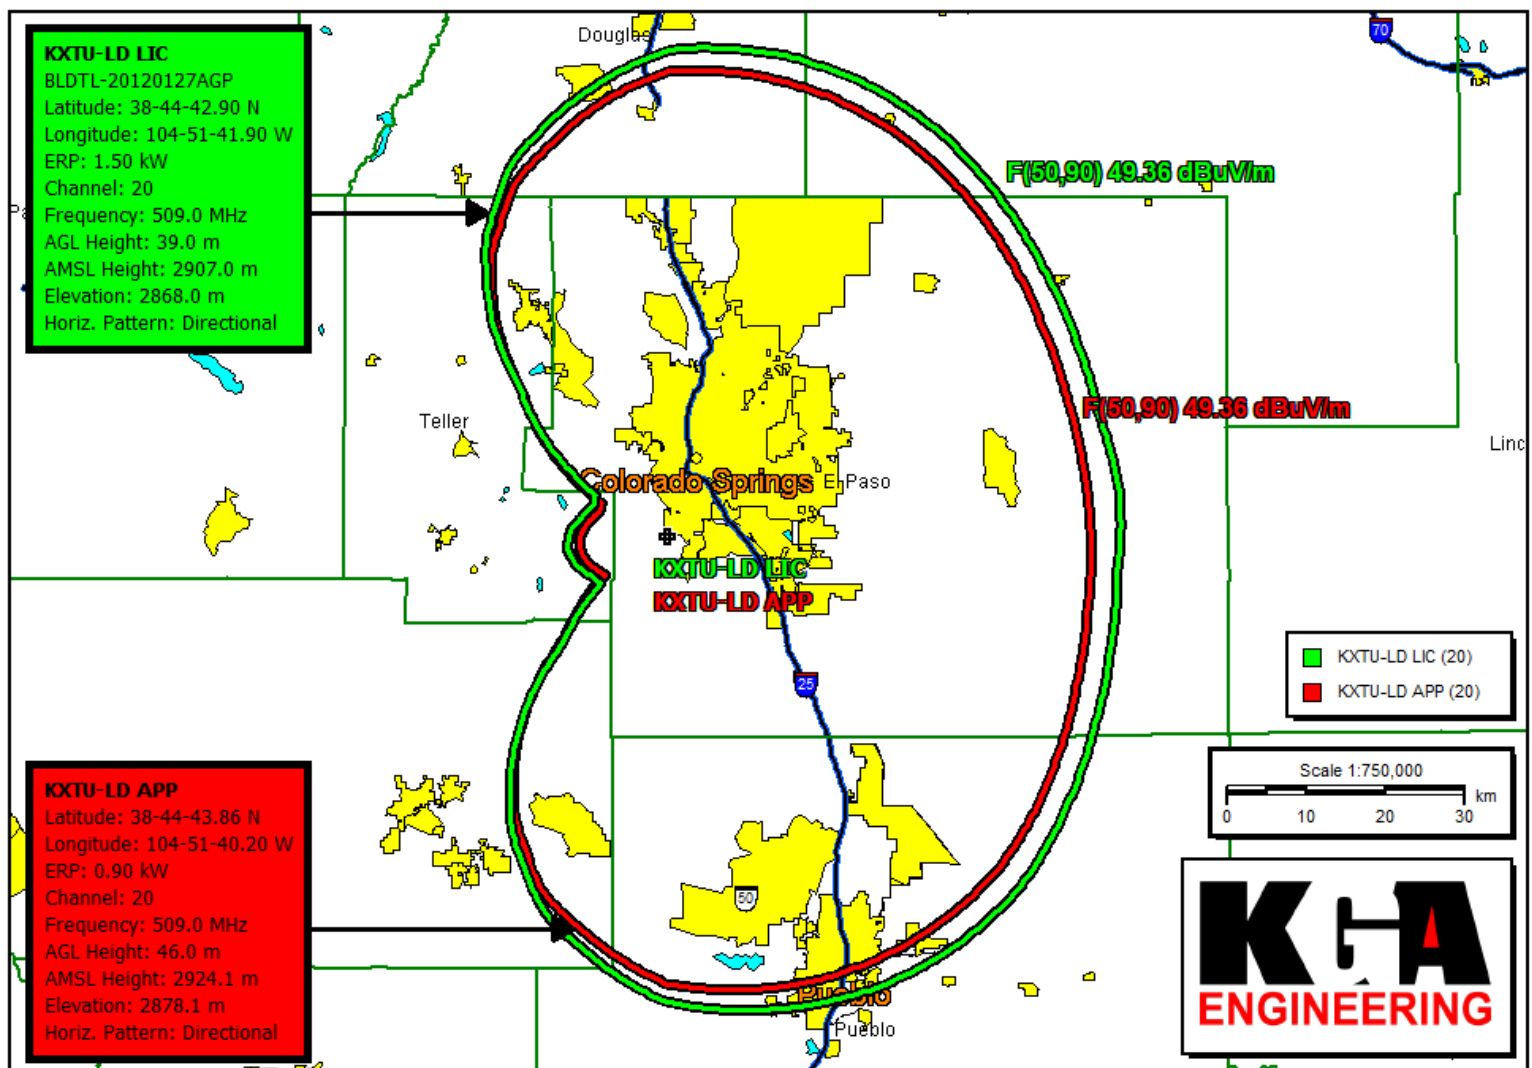 Douglas
70
KXTU-LD LIC
BLDTL-20120127AGP
Latitude: 38-44-42.90 N
Longitude: 104-51-41.90 W
ERP: 1.50 kW
Channel: 20
Frequency: 509.0 MHz
AGL Height: 39.0 m
AMSL Height: 2907.0 m
Elevation: 2868.0 m
Horiz. Pattern: Directional
F(50,90) 49.36 dBuV/m
Pa
F(50,90) 49.36 dBuV/m
Teller
Linc
Colorado Springs
El Paso
KXTU-LD LIC
KXTU-LD APP
25
KXTU-LD LIC (20)
KXTU-LD APP (20)
Scale 1:750,000
km
0 10 20 30
KXTU-LD APP
Latitude: 38-44-43.86 N
Longitude: 104-51-40.20 W
ERP: 0.90 kW
Channel: 20
Frequency: 509.0 MHz
AGL Height: 46.0 m
AMSL Height: 2924.1 m
Elevation: 2878.1 m
Horiz. Pattern: Directional
50
Pueblo
Pueblo
KGA
ENGINEERING